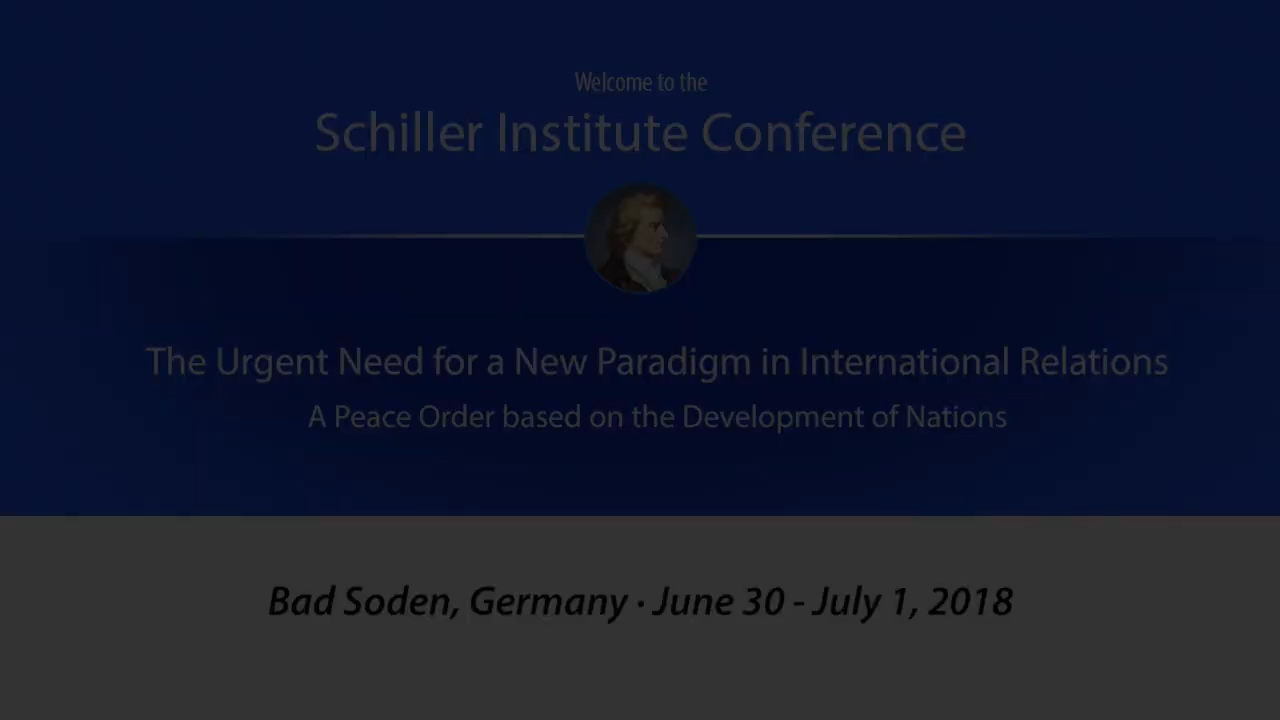 Welcome to the
Schiller Institute Conference
The Urgent Need for a New Paradigm in International Relations
A Peace Order based on the Development of Nations
Bad Soden, Germany · June 30 - July 1, 2018